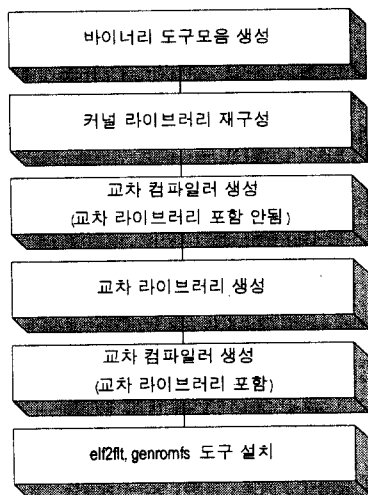 바이너리 도구모음 생성
커널 라이브러리 재구성
교차 컴파일러 생성
(교차 라이브러리 포함 안됨)
교차 라이브러리 생성
교차 컴파일러 생성
(교차 라이브러리 포함)
elf2flt, genromfs 도구 설치